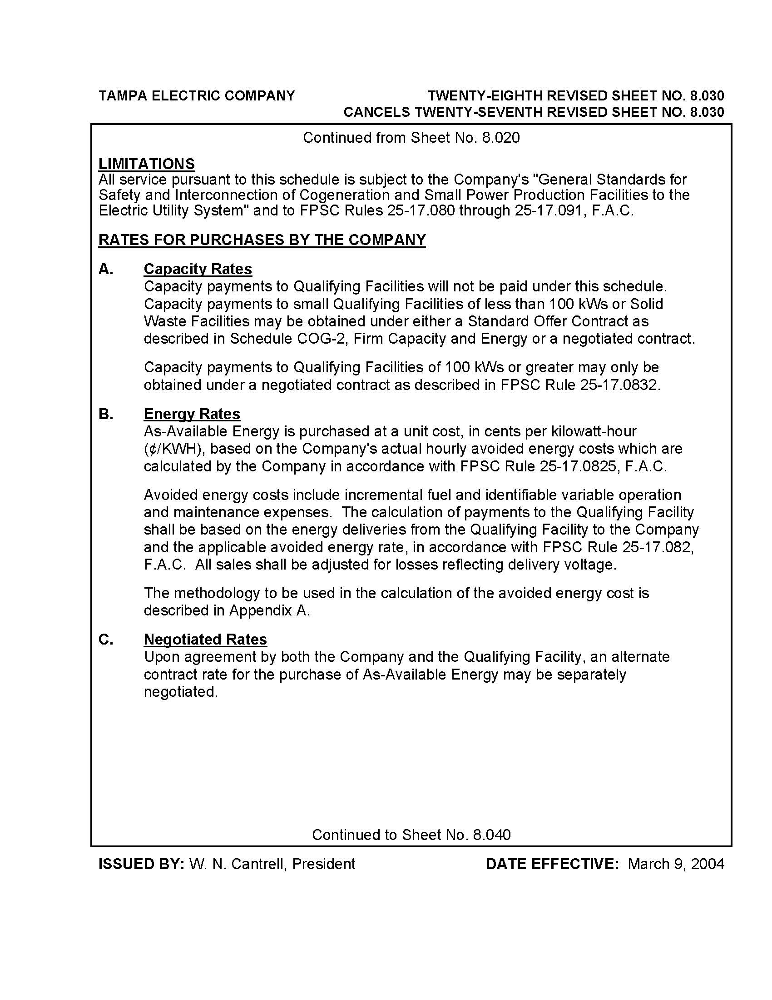 TAMPA ELECTRIC COMPANY
TWENTY-EIGHTH REVISED SHEET NO. 8.030
CANCELS TWENTY-SEVENTH REVISED SHEET NO. 8.030
Continued from Sheet No. 8.020
LIMITATIONS
All service pursuant to this schedule is subject to the Company's "General Standards for
Safety and Interconnection of Cogeneration and Small Power Production Facilities to the
Electric Utility System" and to FPSC Rules 25-17.080 through 25-17.091, F.A.C.
RATES FOR PURCHASES BY THE COMPANY
A. Capacity Rates
Capacity payments to Qualifying Facilities will not be paid under this schedule.
Capacity payments to small Qualifying Facilities of less than 100 kWs or Solid
Waste Facilities may be obtained under either a Standard Offer Contract as
described in Schedule COG-2, Firm Capacity and Energy or a negotiated contract.
Capacity payments to Qualifying Facilities of 100 kWs or greater may only be
obtained under a negotiated contract as described in FPSC Rule 25-17.0832.
B. Energy Rates
As-Available Energy is purchased at a unit cost, in cents per kilowatt-hour
(¢/KWH), based on the Company's actual hourly avoided energy costs which are
calculated by the Company in accordance with FPSC Rule 25-17.0825, F.A.C.
Avoided energy costs include incremental fuel and identifiable variable operation
and maintenance expenses. The calculation of payments to the Qualifying Facility
shall be based on the energy deliveries from the Qualifying Facility to the Company
and the applicable avoided energy rate, in accordance with FPSC Rule 25-17.082,
F.A.C. All sales shall be adjusted for losses reflecting delivery voltage.
The methodology to be used in the calculation of the avoided energy cost is
described in Appendix A.
C. Negotiated Rates
Upon agreement by both the Company and the Qualifying Facility, an alternate
contract rate for the purchase of As-Available Energy may be separately
negotiated.
Continued to Sheet No. 8.040
ISSUED BY: W. N. Cantrell, President
DATE EFFECTIVE: March 9, 2004